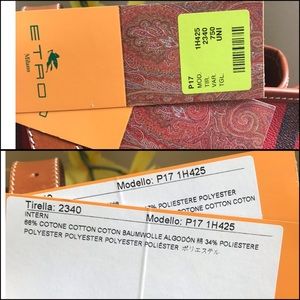 ETRO
Milano
P17 1H425
MOD. 2340
TIR. 750
VAR. UNI
TGL.
Modello: P17 1H425
POLIESTERE POLYESTER
COTONE COTTON COTON
Tirella: 2340
Modello: P17 1H425
INTERN
66% COTONE COTTON COTON BAUMWOLLE ALGODÓN 綿 34% POLIESTERE
POLYESTER POLYESTER POLYESTER POLIÉSTER ポリエステル